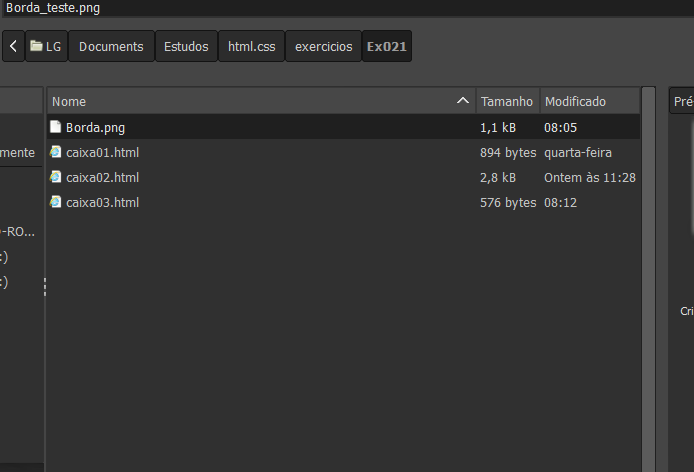 Borda_teste.png
LG Documents Estudos html.css exercicios Ex021
Nome Tamanho Modificado Pré
Borda.png 1,1 kB 08:05
mente caixa01.html 894 bytes quarta-feira
caixa02.html 2,8 kB Ontem às 11:28
caixa03.html 576 bytes 08:12
-RO...
:)
:)
Cri